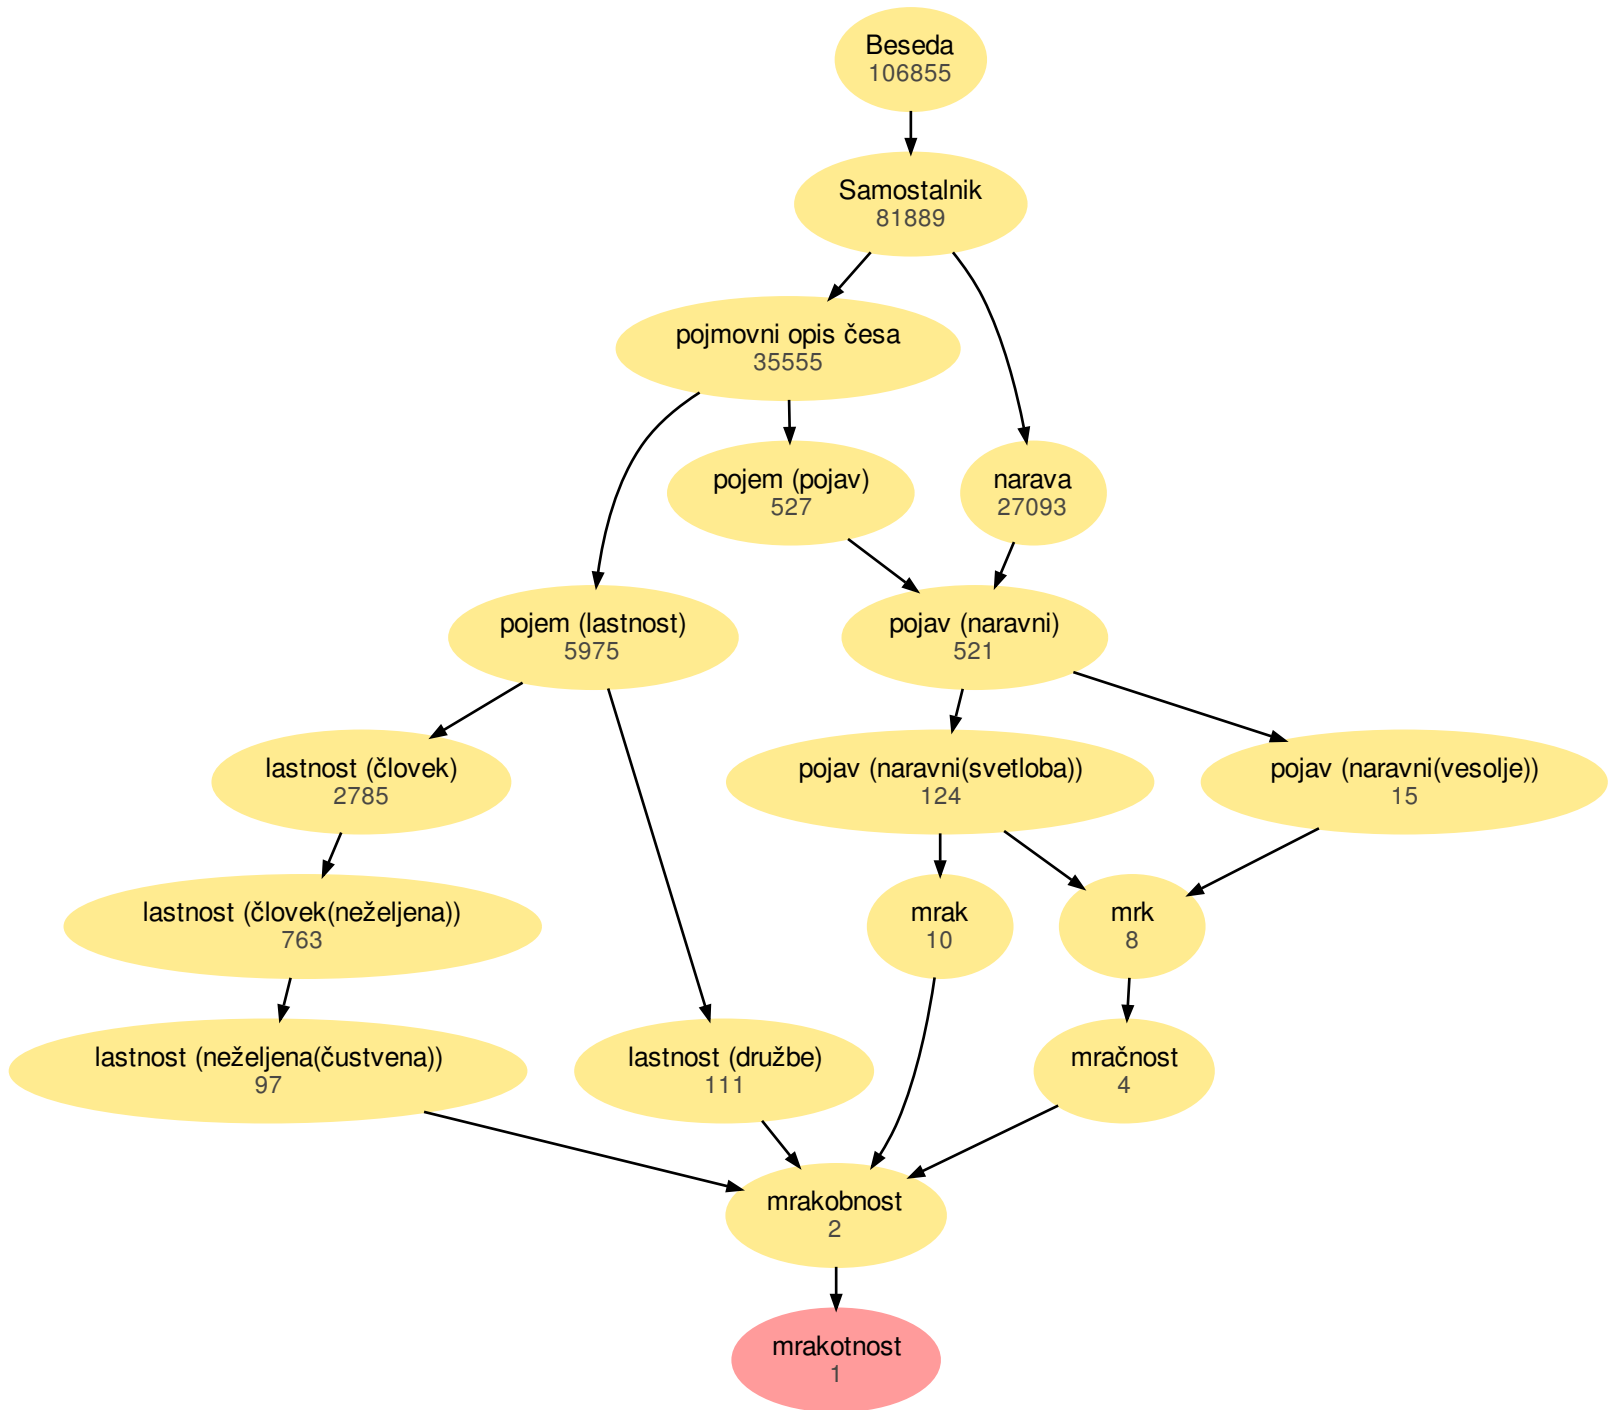 Beseda
106855
Samostalnik
81889
pojmovni opis česa
35555
pojem (pojav)
527
narava
27093
pojem (lastnost)
5975
pojav (naravni)
521
lastnost (človek)
2785
pojav (naravni(svetloba))
124
pojav (naravni(vesolje))
15
lastnost (človek(neželjena))
763
mrak
10
mrk
8
lastnost (neželjena(čustvena))
97
lastnost (družbe)
111
mračnost
4
mrakobnost
2
mrakotnost
1